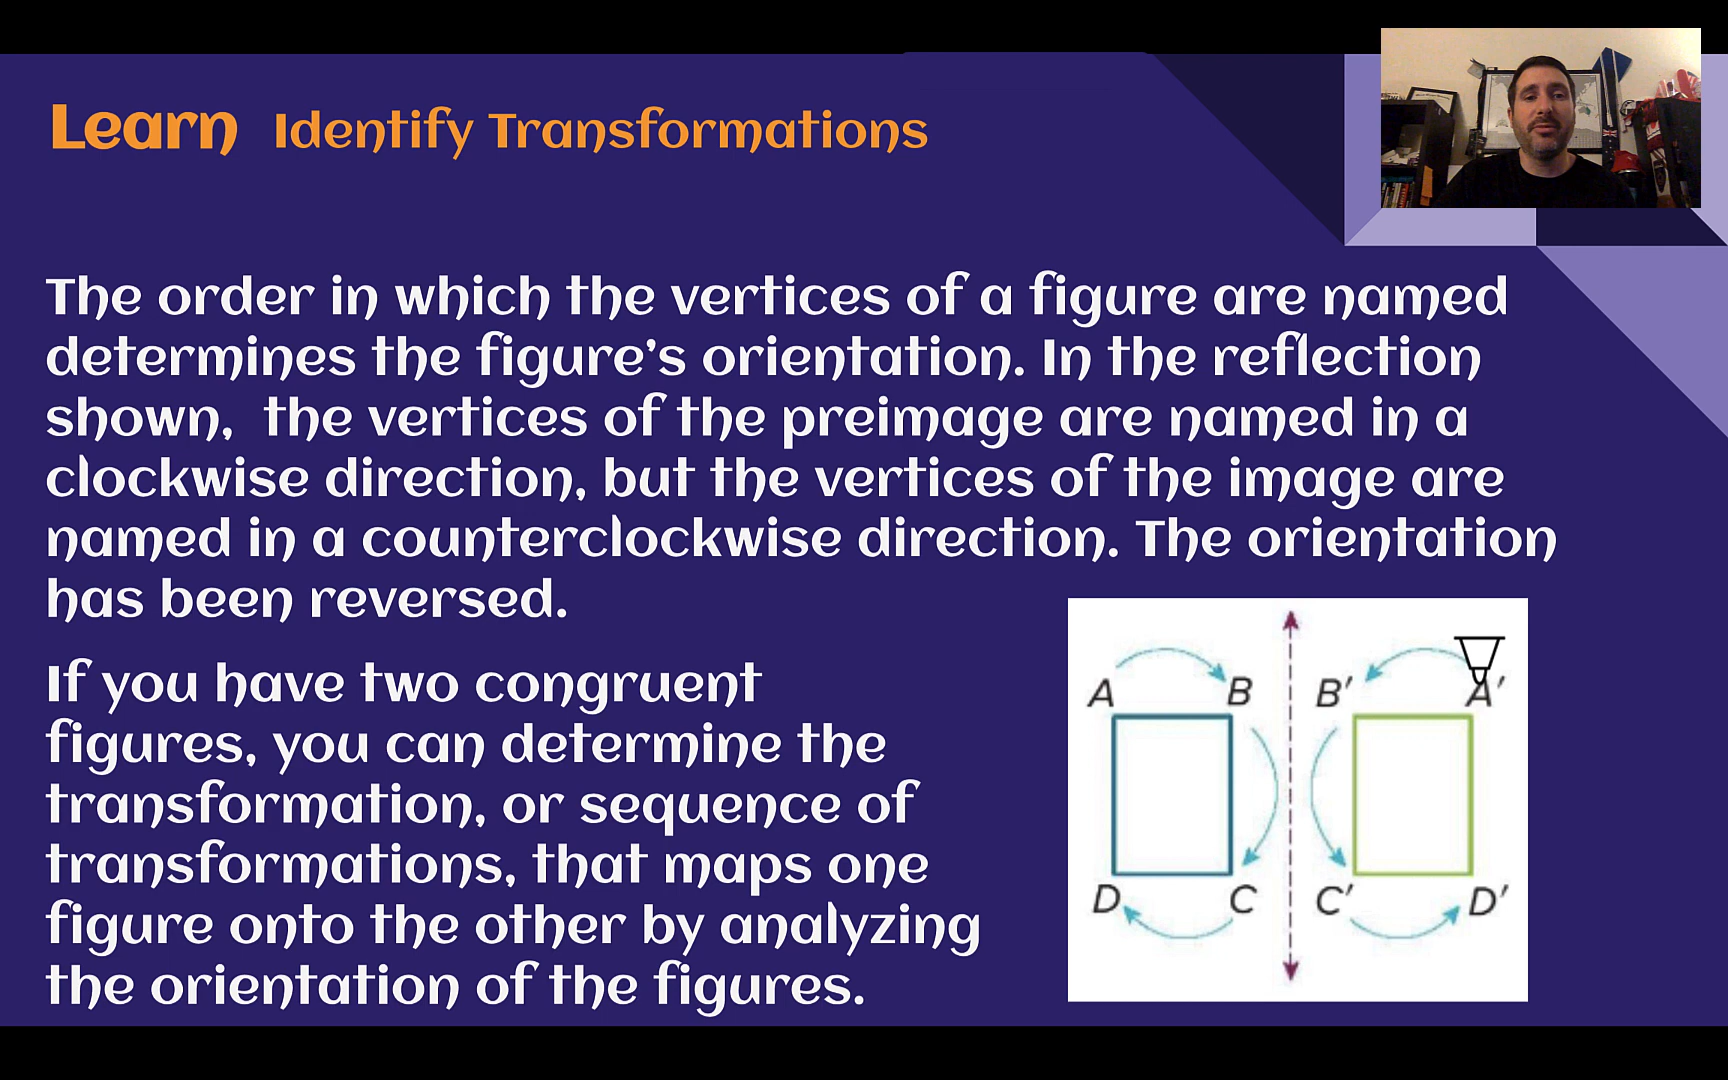 Learn Identify Transformations
The order in which the vertices of a figure are named
determines the figure’s orientation. In the reflection
shown, the vertices of the preimage are named in a
clockwise direction, but the vertices of the image are
named in a counterclockwise direction. The orientation
has been reversed.
If you have two congruent
figures, you can determine the
transformation, or sequence of
transformations, that maps one
figure onto the other by analyzing
the orientation of the figures.
A B B′ A′
D C C′ D′